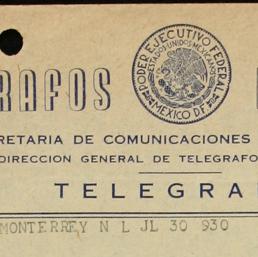 RAFOS
PODER EJECUTIVO FEDERAL
ESTADOS UNIDOS MEXICANOS
MEXICO D.F.
RETARIA DE COMUNICACIONES
DIRECCION GENERAL DE TELEGRAFO
TELEGRA
MONTERREY N L JL 30 930